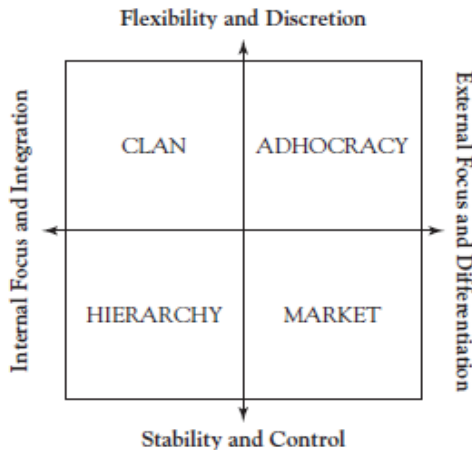 Flexibility and Discretion
Internal Focus and Integration
CLAN
ADHOCRACY
External Focus and Differentiation
HIERARCHY
MARKET
Stability and Control